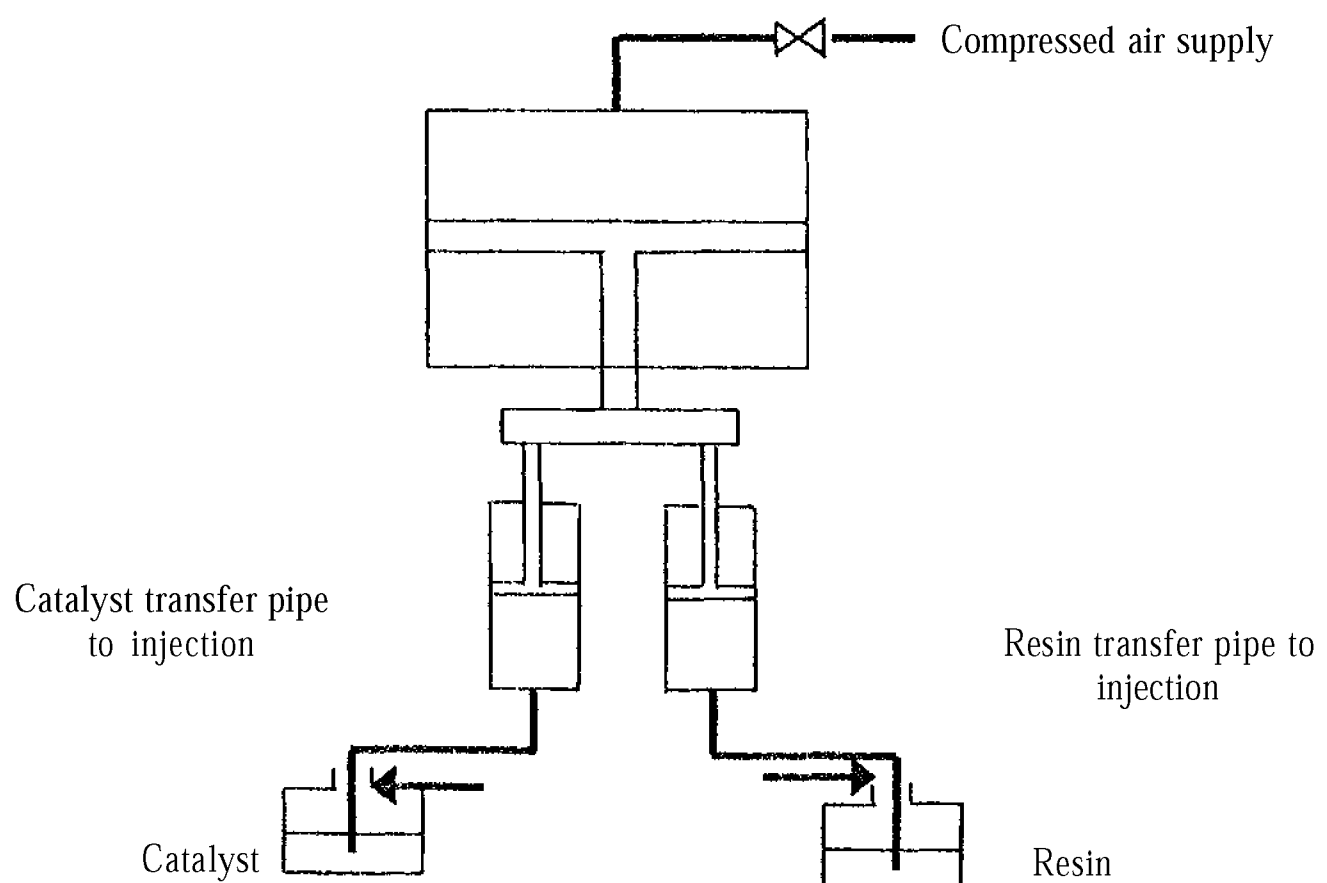 Compressed air supply
Catalyst transfer pipe
to injection
Resin transfer pipe to
injection
Catalyst
Resin